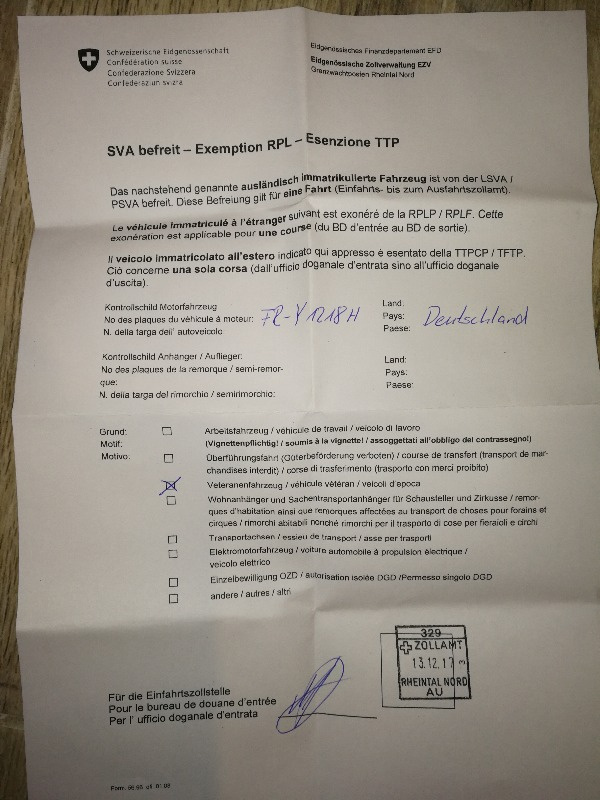 Schweizerische Eidgenossenschaft
Confédération suisse
Confederazione Svizzera
Confederaziun svizra
Eidgenössisches Finanzdepartement EFD
Eidgenössische Zollverwaltung EZV
Grenzwachtposten Rheintal Nord
SVA befreit – Exemption RPL – Esenzione TTP
Das nachstehend genannte ausländisch immatrikulierte Fahrzeug ist von der LSVA /
PSVA befreit. Diese Befreiung gilt für eine Fahrt (Einfahrts- bis zum Ausfahrtszollamt).
Le véhicule immatriculé à l'étranger suivant est exonéré de la RPLP / RPLF. Cette
exonération est applicable pour une course (du BD d'entrée au BD de sortie).
Il veicolo immatricolato all'estero indicato qui appresso è esentato della TTPCP / TFTP.
Ciò concerne una sola corsa (dall'ufficio doganale d'entrata sino all'ufficio doganale
d'uscita).
Kontrollschild Motorfahrzeug
No des plaques du véhicule à moteur: FR-Y 1218H
N. della targa dell' autoveicolo
Land:
Pays: Deutschland
Paese:
Kontrollschild Anhänger / Auflieger:
No des plaques de la remorque / semi-remor-
que:
N. della targa del rimorchio / semirimorchio:
Land:
Pays:
Paese:
Grund:
Motif:
Motivo:
Arbeitsfahrzeug / véhicule de travail / veicolo di lavoro
(Vignettenpflichtig! / soumis à la vignette! / assoggettati all'obbligo del contrassegno!)
Überführungsfahrt (Güterbeförderung verboten) / course de transfert (transport de mar-
chandises interdit) / corse di trasferimento (trasporto con merci proibito)
Veteranenfahrzeug / véhicule vétéran / veicoli d'epoca
Wohnanhänger und Sachentransportanhänger für Schausteller und Zirkusse / remor-
ques d'habitation ainsi que remorques affectées au transport de choses pour forains et
cirques / rimorchi abitabili nonché rimorchi per il trasporto di cose per fieraioli e circhi
Transportachsen / essieu de transport / asse per trasporti
Elektromotorfahrzeug / voiture automobile à propulsion électrique /
veicolo elettrico
Einzelbewilligung OZD / autorisation isolée DGD /Permesso singolo DGD
andere / autres / altri
Für die Einfahrtszollstelle
Pour le bureau de douane d'entrée
Per l' ufficio doganale d'entrata
329
ZOLLAMT
13.12.17
RHEINTAL NORD
AU